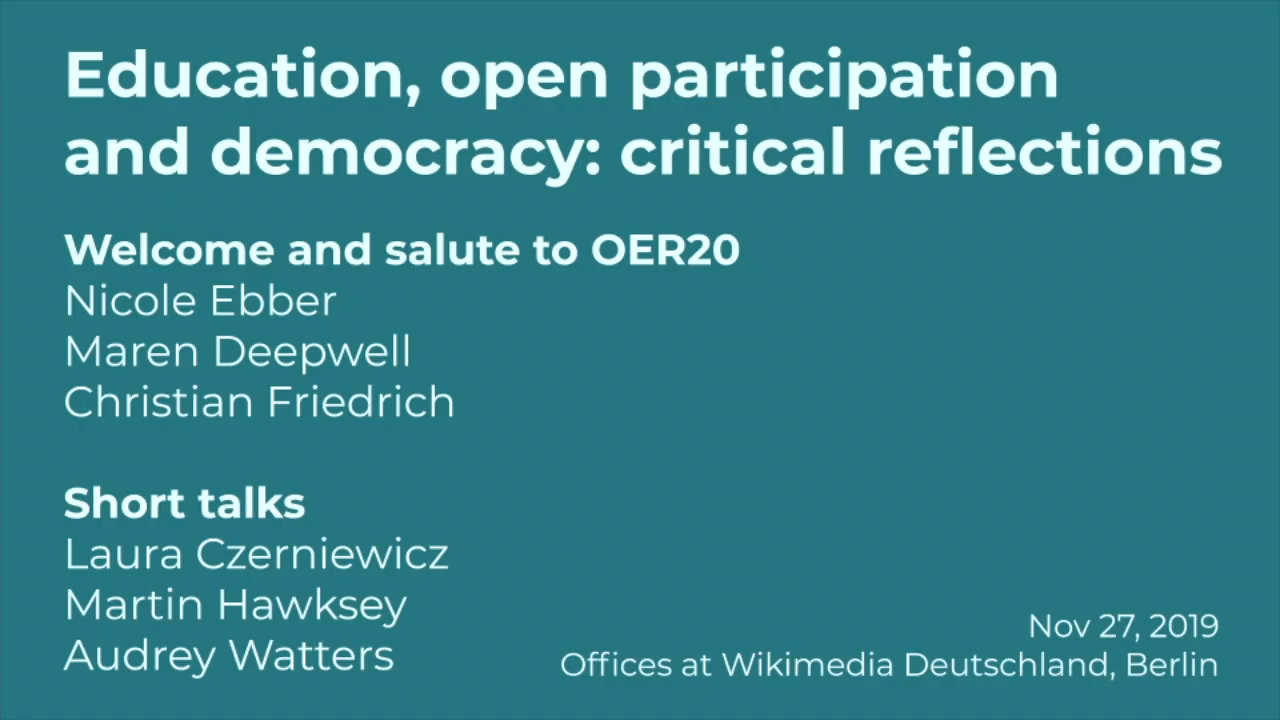 Education, open participation
and democracy: critical reflections
Welcome and salute to OER20
Nicole Ebber
Maren Deepwell
Christian Friedrich
Short talks
Laura Czerniewicz
Martin Hawksey
Audrey Watters
Nov 27, 2019
Offices at Wikimedia Deutschland, Berlin